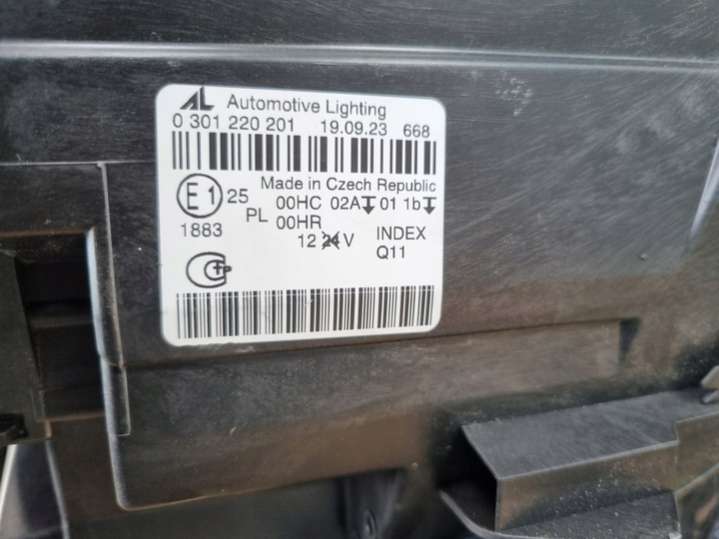 AL Automotive Lighting
0 301 220 201 19.09.23 668
Made in Czech Republic
E1 25 00HC 02A 01 1b
PL 00HR
1883
12 24 V INDEX
Q11